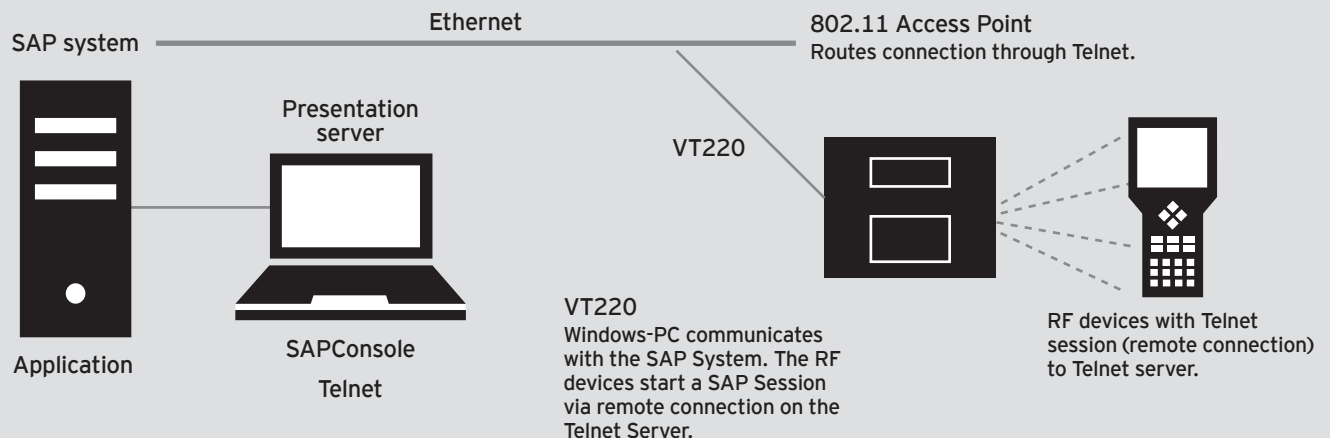 Ethernet
802.11 Access Point
Routes connection through Telnet.
SAP system
Presentation
server
VT220
Application
SAPConsole
Telnet
VT220
Windows-PC communicates
with the SAP System. The RF
devices start a SAP Session
via remote connection on the
Telnet Server.
RF devices with Telnet
session (remote connection)
to Telnet server.